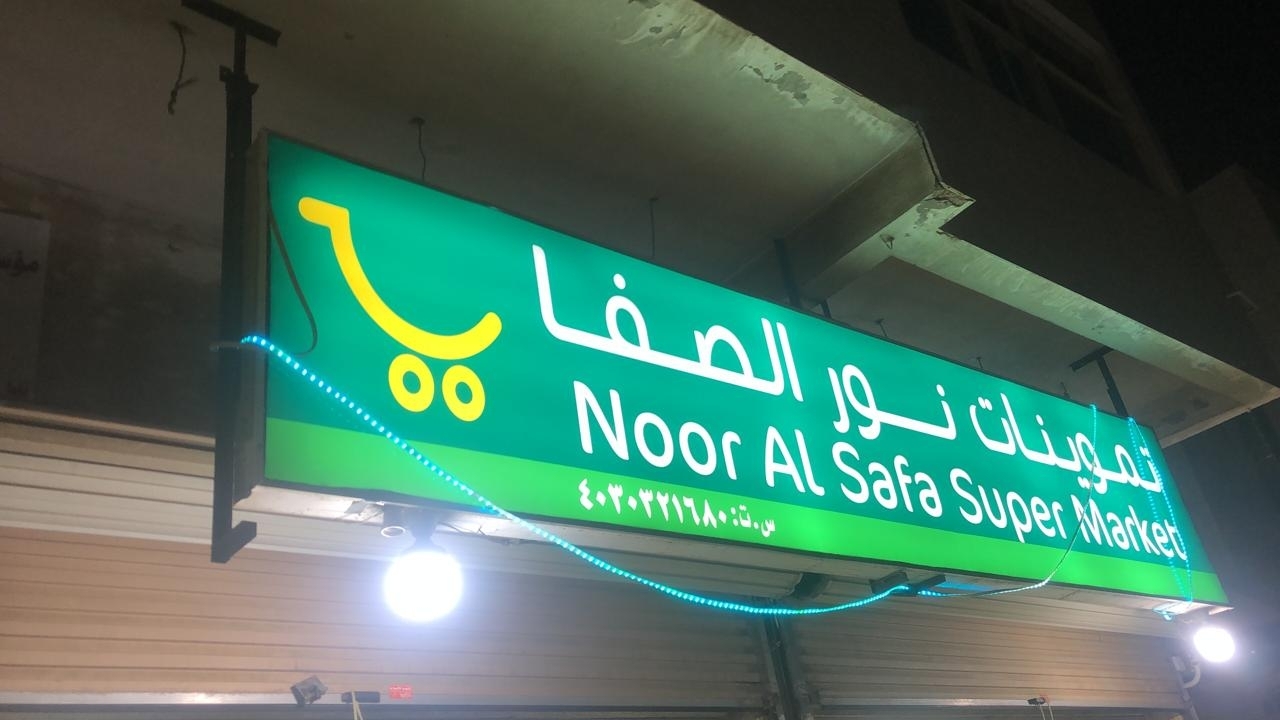 تموينات نور الصفا
Noor Al Safa Super Market
س.ت: ٤٠٣٠٣٢١٦٨٠